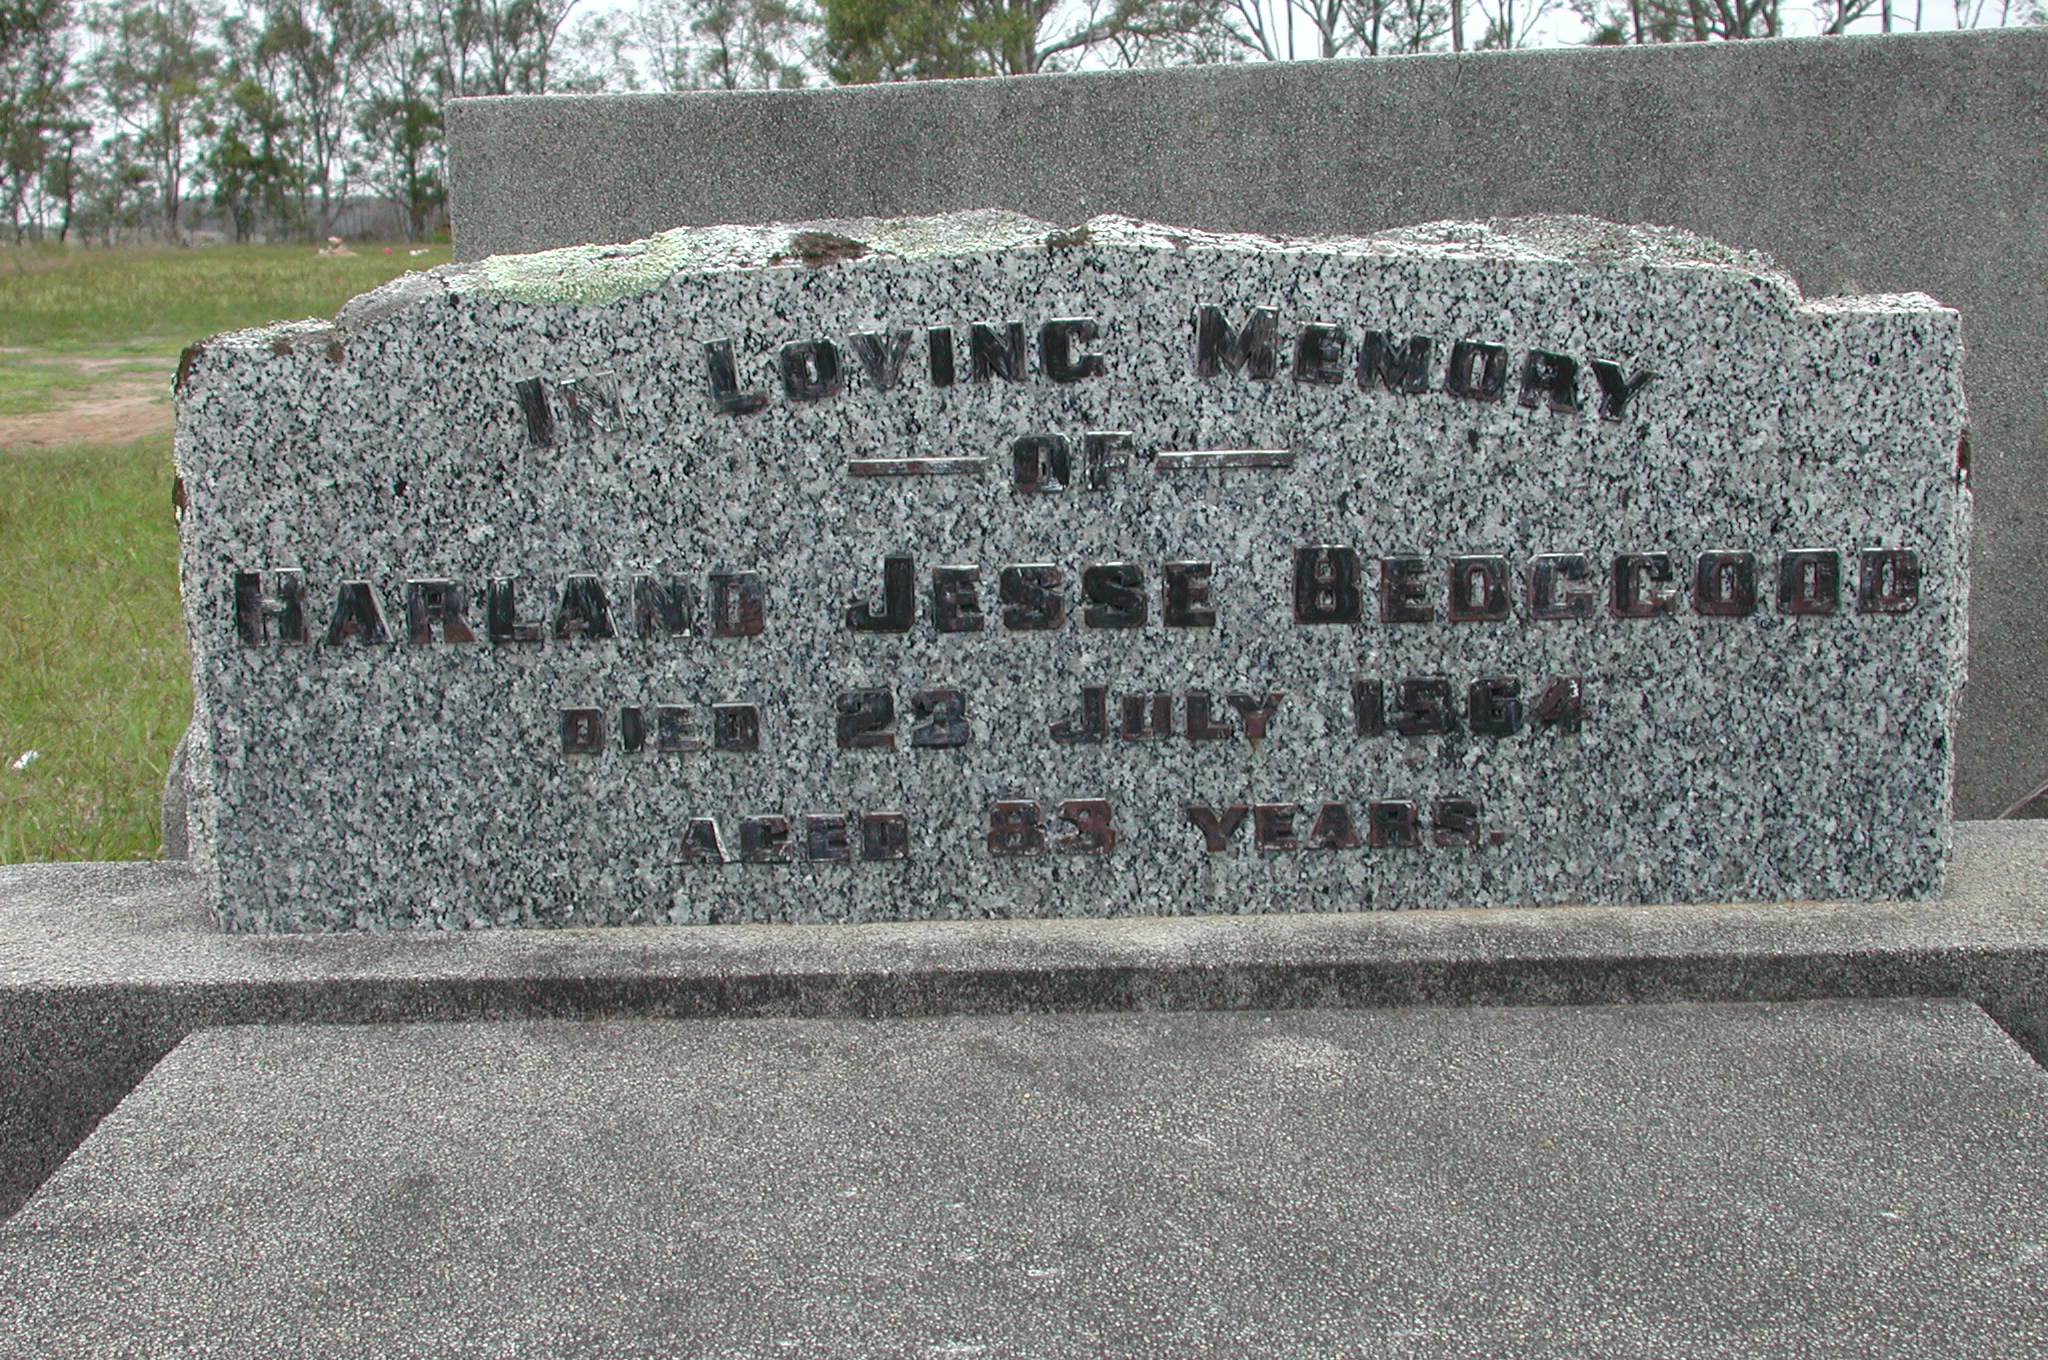 IN LOVING MEMORY
— OF —
HARLAND JESSE BEDGGOOD
DIED 23 JULY 1964
AGED 83 YEARS.